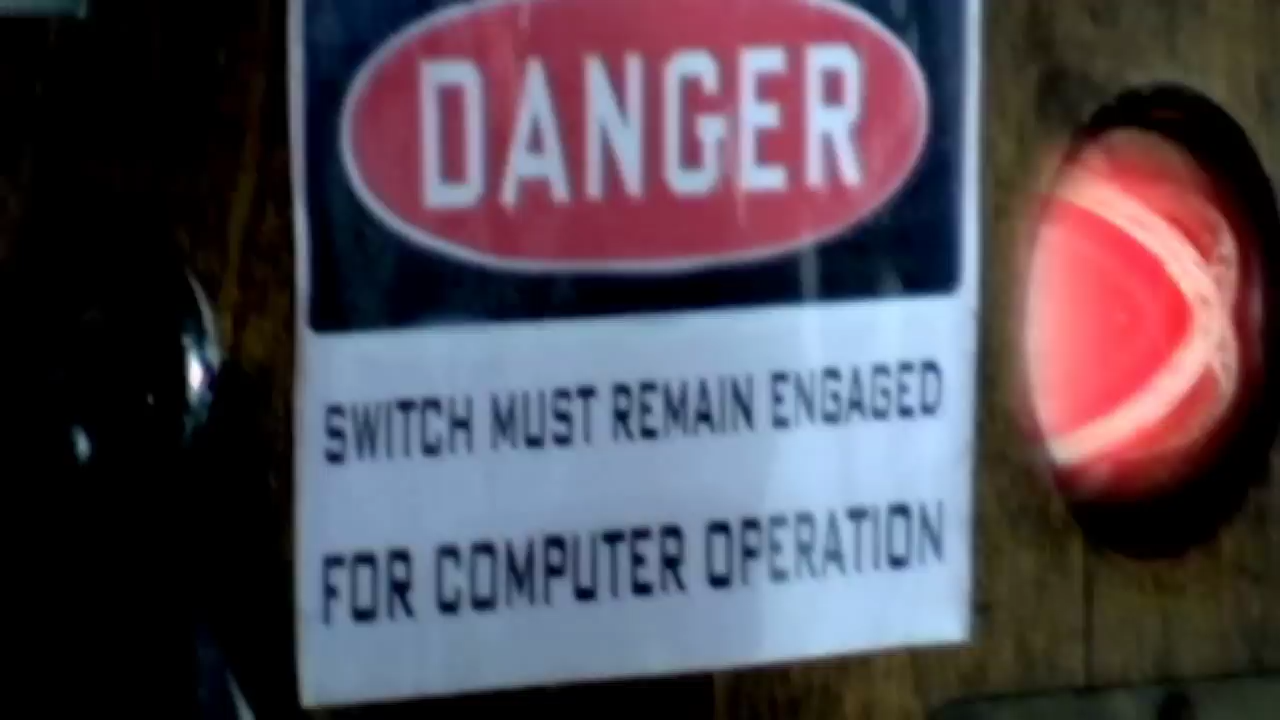 DANGER
SWITCH MUST REMAIN ENGAGED
FOR COMPUTER OPERATION